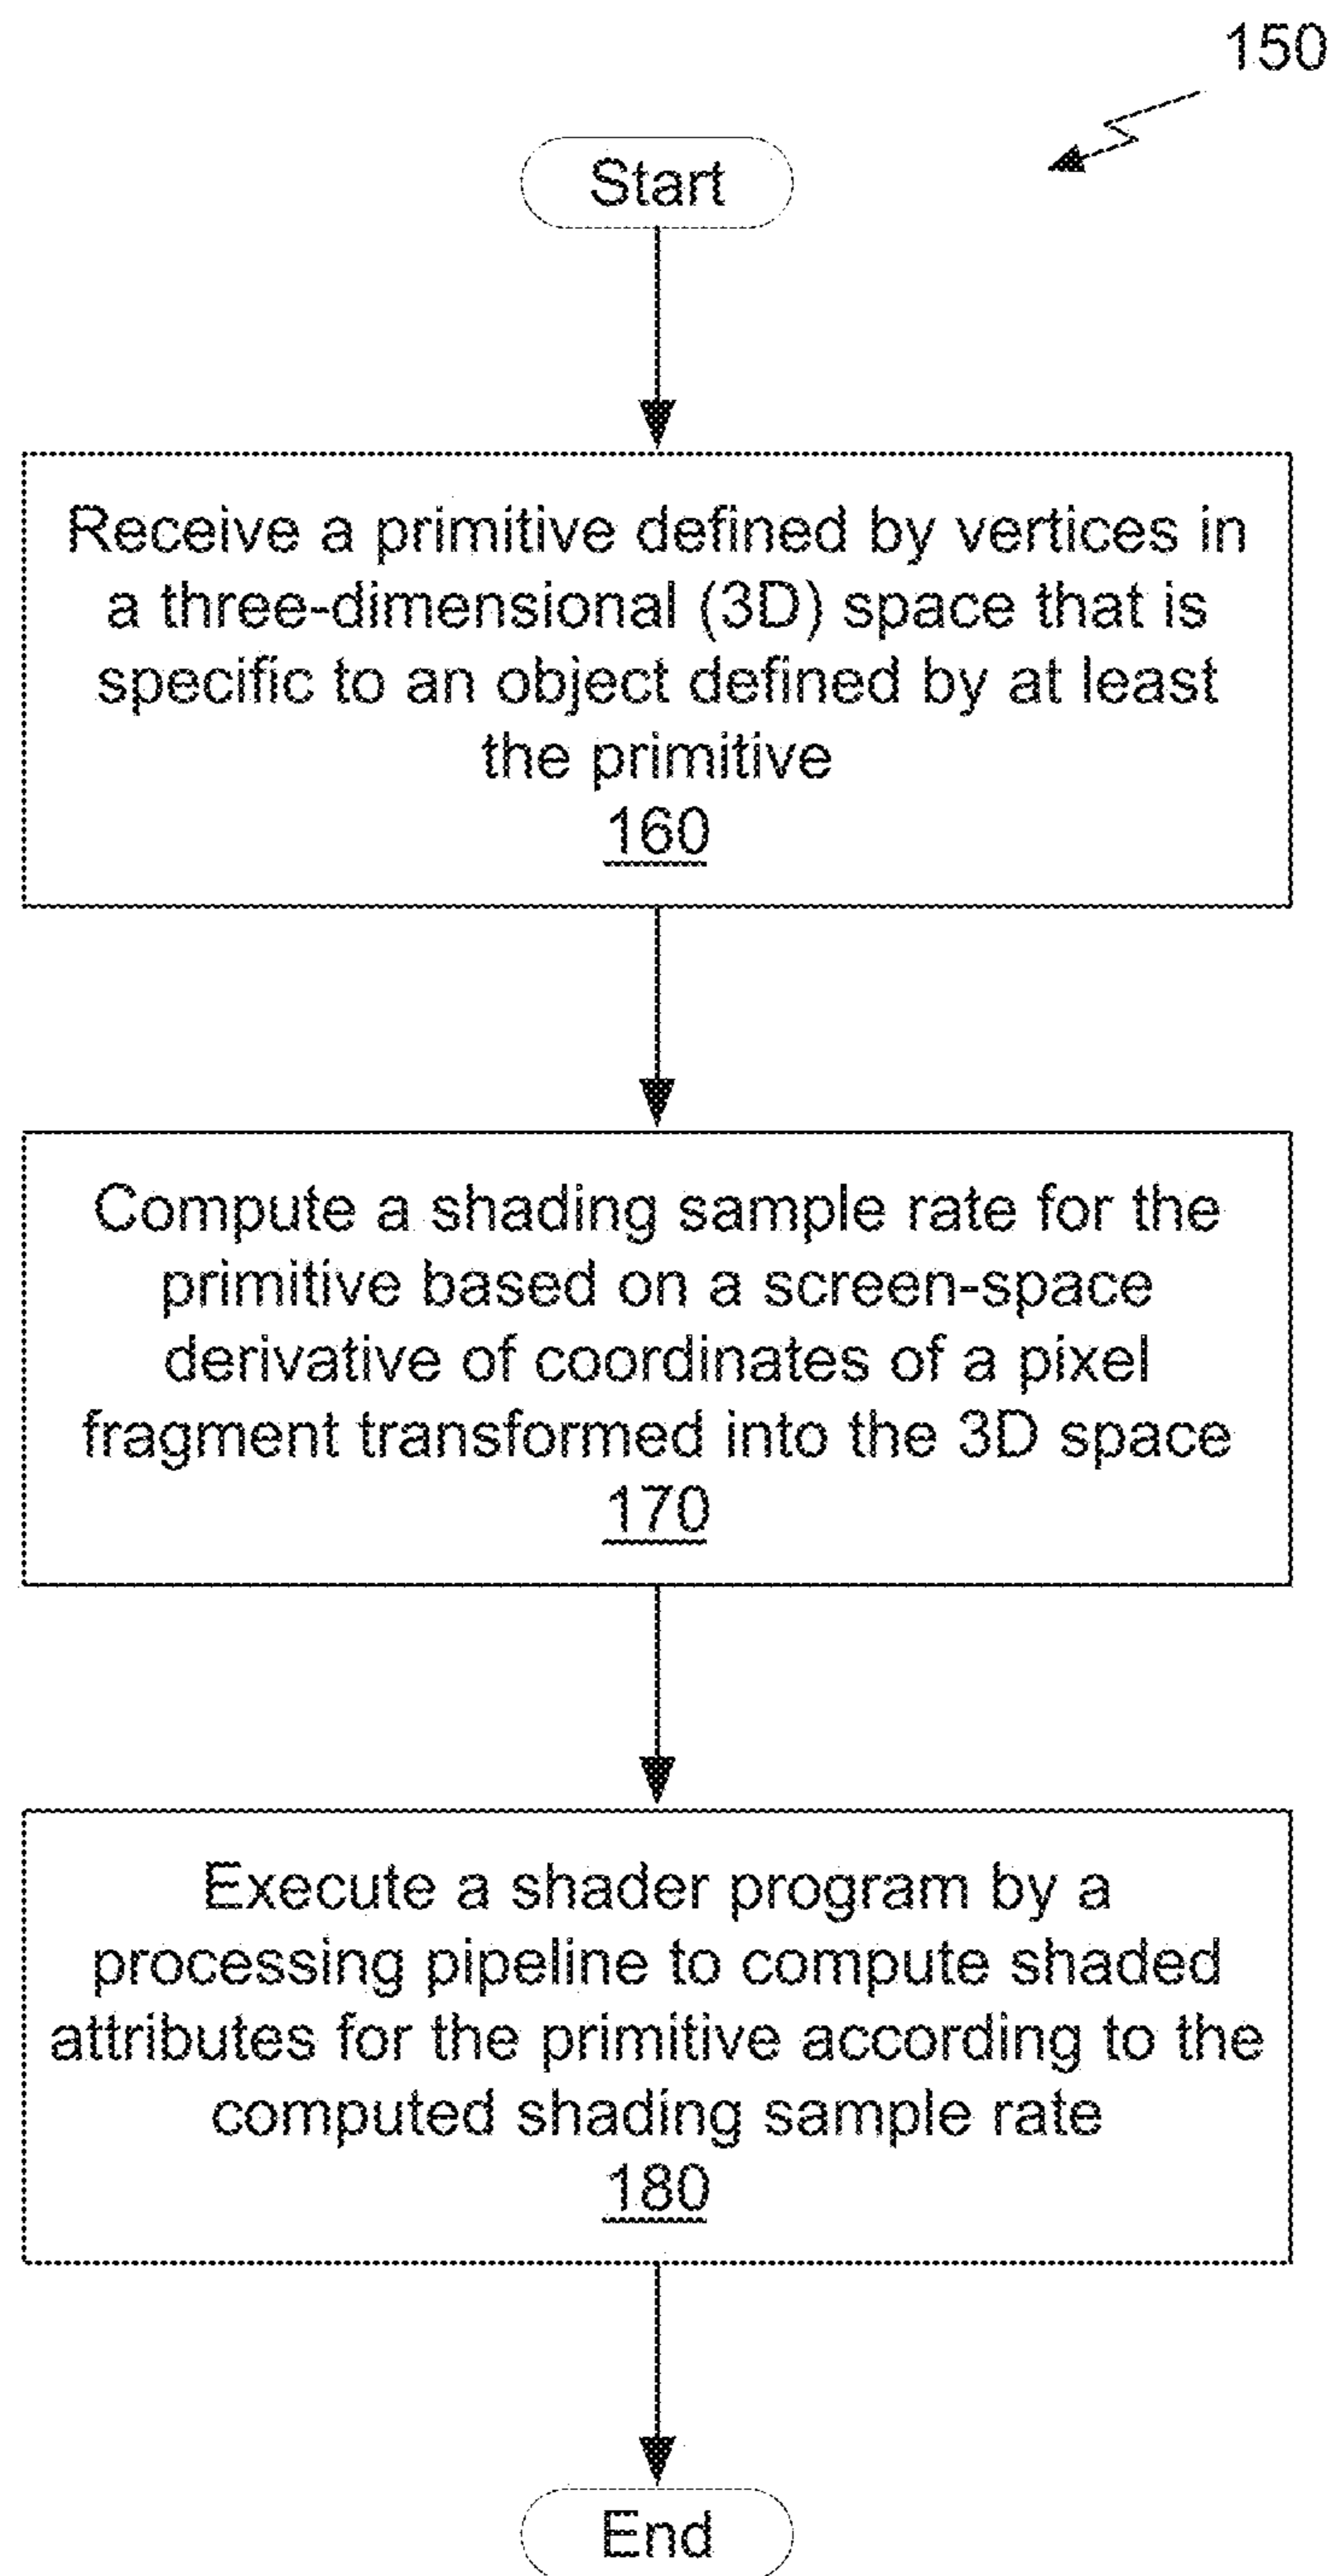 150
Start
Receive a primitive defined by vertices in
a three-dimensional (3D) space that is
specific to an object defined by at least
the primitive
160
Compute a shading sample rate for the
primitive based on a screen-space
derivative of coordinates of a pixel
fragment transformed into the 3D space
170
Execute a shader program by a
processing pipeline to compute shaded
attributes for the primitive according to the
computed shading sample rate
180
End